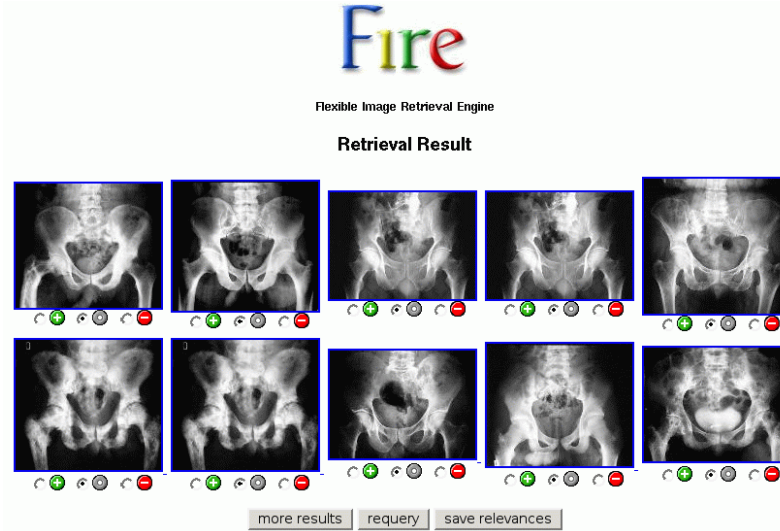 Fire
Flexible Image Retrieval Engine
Retrieval Result
more results requery save relevances